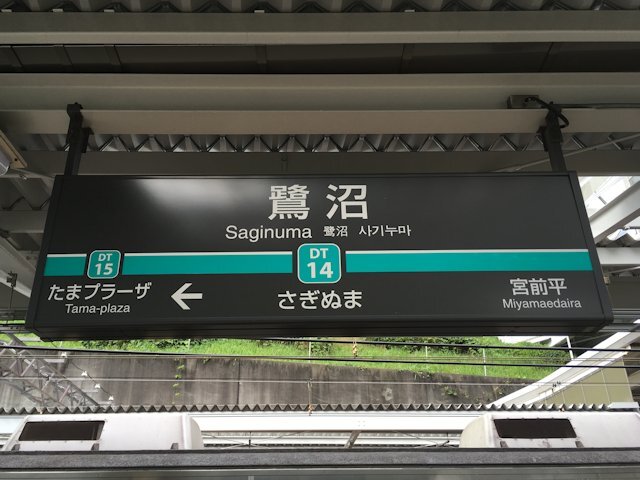 鷺沼
Saginuma 鷺沼 사기누마
DT 15
DT 14
たまプラーザ
Tama-plaza
←
さぎぬま
宮前平
Miyamaedaira